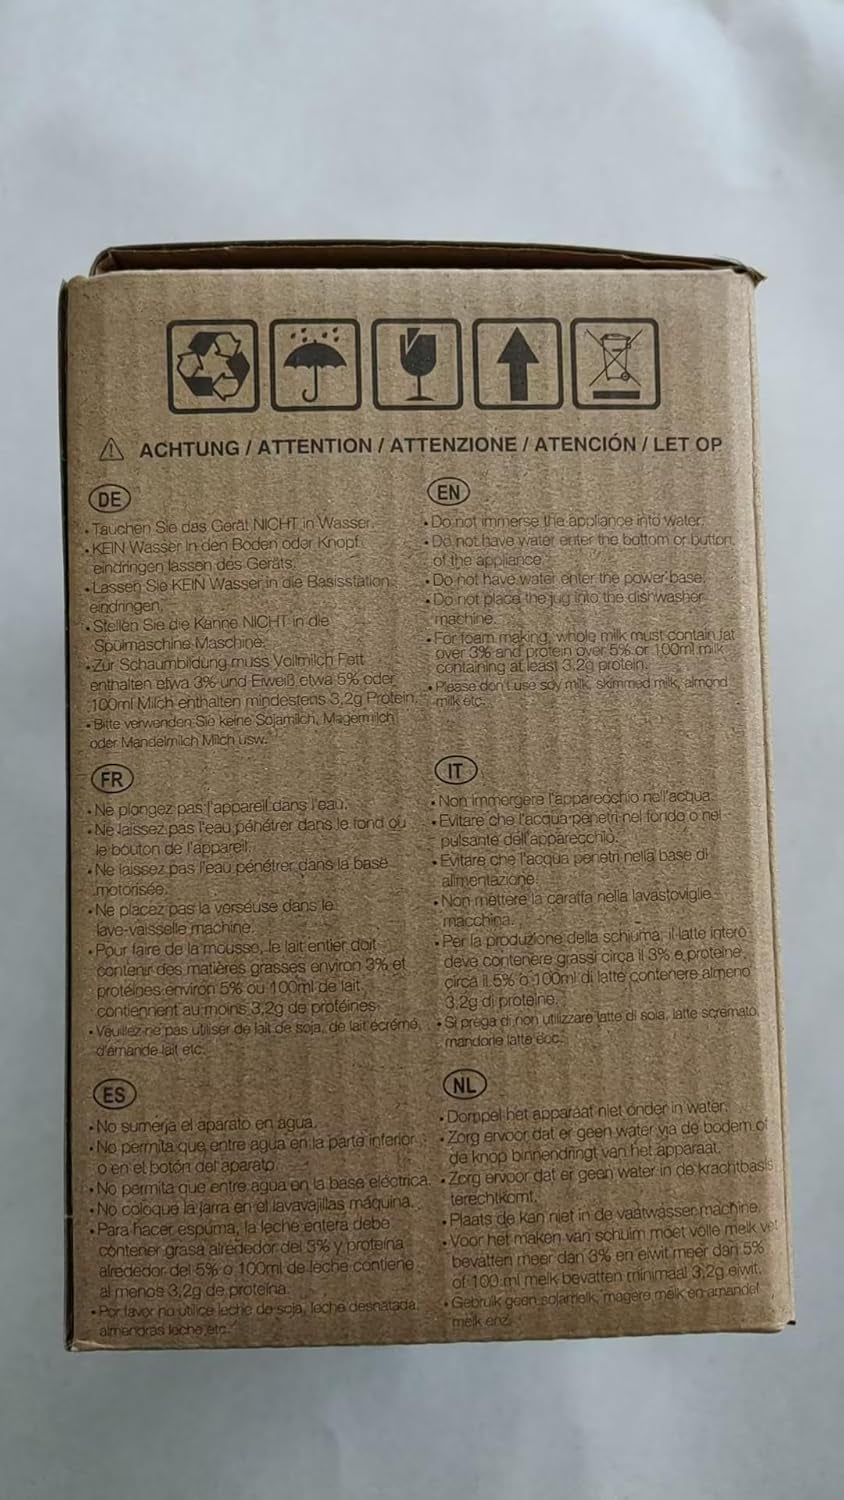 ACHTUNG / ATTENTION / ATTENZIONE / ATENCIÓN / LET OP
DE
• Tauchen Sie das Gerät NICHT in Wasser.
• KEIN Wasser in den Boden oder Knopf
eindringen lassen des Geräts.
• Lassen Sie KEIN Wasser in die Basisstation
eindringen.
• Stellen Sie die Kanne NICHT in die
Spülmaschine Maschine.
• Zur Schaumbildung muss Vollmilch Fett
enthalten etwa 3% und Eiweiß etwa 5% oder
100ml Milch enthalten mindestens 3,2g Protein.
• Bitte verwenden Sie keine Sojamilch, Magermilch
oder Mandelmilch Milch usw.
EN
• Do not immerse the appliance into water.
• Do not have water enter the bottom or button
of the appliance.
• Do not have water enter the power base.
• Do not place the jug into the dishwasher
machine.
• For foam making, whole milk must contain fat
over 3% and protein over 5% or 100ml milk
containing at least 3.2g protein.
• Please don't use soy milk, skimmed milk, almond
milk etc.
FR
• Ne plongez pas l'appareil dans l'eau.
• Ne laissez pas l'eau pénétrer dans le fond ou
le bouton de l'appareil.
• Ne laissez pas l'eau pénétrer dans la base
motorisée.
• Ne placez pas la verseuse dans le
lave-vaisselle machine.
• Pour faire de la mousse, le lait entier doit
contenir des matières grasses environ 3% et
protéines environ 5% ou 100ml de lait
contiennent au moins 3,2g de protéines.
• Veuillez ne pas utiliser de lait de soja, de lait écrémé,
d'amande lait etc.
IT
• Non immergere l'apparecchio nell'acqua.
• Evitare che l'acqua penetri nel fondo o nel
pulsante dell'apparecchio.
• Evitare che l'acqua penetri nella base di
alimentazione.
• Non mettere la caraffa nella lavastoviglie
macchina.
• Per la produzione della schiuma, il latte intero
deve contenere grassi circa il 3% e proteine
circa il 5% o 100ml di latte contenere almeno
3,2g di proteine.
• Si prega di non utilizzare latte di soia, latte scremato,
mandorle latte ecc.
ES
• No sumerja el aparato en agua.
• No permita que entre agua en la parte inferior
o en el botón del aparato.
• No permita que entre agua en la base eléctrica.
• No coloque la jarra en el lavavajillas máquina.
• Para hacer espuma, la leche entera debe
contener grasa alrededor del 3% y proteína
alrededor del 5% o 100ml de leche contiene
al menos 3,2g de proteína.
• Por favor no utilice leche de soja, leche desnatada,
almendras leche etc.
NL
• Dompel het apparaat niet onder in water.
• Zorg ervoor dat er geen water via de bodem of
de knop binnendringt van het apparaat.
• Zorg ervoor dat er geen water in de krachtbasis
terechtkomt.
• Plaats de kan niet in de vaatwasser machine.
• Voor het maken van schuim moet volle melk vet
bevatten meer dan 3% en eiwit meer dan 5%
of 100 ml melk bevatten minimaal 3,2g eiwit.
• Gebruik geen sojamelk, magere melk en amandel
melk enz.